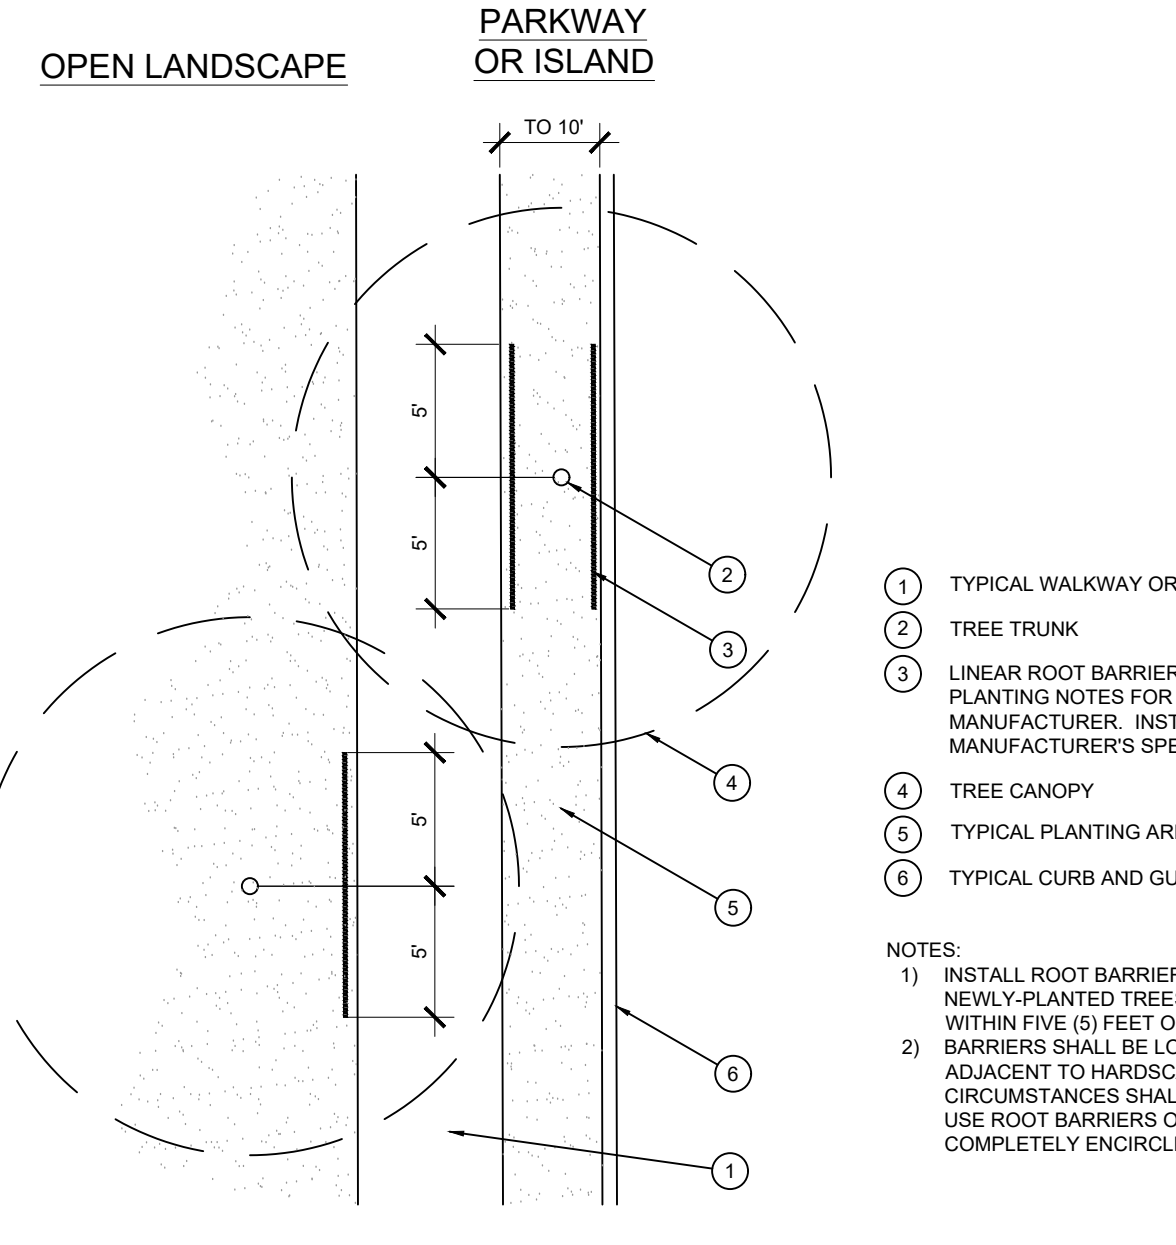 OPEN LANDSCAPE
PARKWAY
OR ISLAND
TO 10'
5'
5'
5'
5'
2
3
4
5
6
1
1 TYPICAL WALKWAY OR
2 TREE TRUNK
3 LINEAR ROOT BARRIER
PLANTING NOTES FOR
MANUFACTURER. INST
MANUFACTURER'S SPE
4 TREE CANOPY
5 TYPICAL PLANTING AR
6 TYPICAL CURB AND GU
NOTES:
1) INSTALL ROOT BARRIER
NEWLY-PLANTED TREE
WITHIN FIVE (5) FEET O
2) BARRIERS SHALL BE LO
ADJACENT TO HARDSC
CIRCUMSTANCES SHAL
USE ROOT BARRIERS O
COMPLETELY ENCIRCL